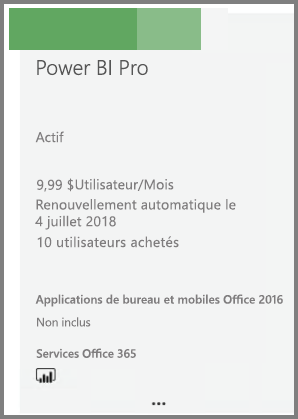 Power BI Pro
Actif
9,99 $Utilisateur/Mois
Renouvellement automatique le
4 juillet 2018
10 utilisateurs achetés
Applications de bureau et mobiles Office 2016
Non inclus
Services Office 365
...